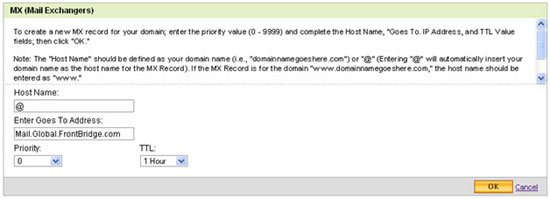 MX (Mail Exchangers)
To create a new MX record for your domain; enter the priority value (0 - 9999) and complete the Host Name, "Goes To. IP Address, and TTL Value
fields; then click "OK."
Note: The "Host Name" should be defined as your domain name (i.e., "domainnamegoeshere.com") or "@" (Entering "@" will automatically insert your
domain name as the host name for the MX Record). If the MX Record is for the domain "www.domainnamegoeshere.com," the host name should be
entered as "www."
Host Name:
@
Enter Goes To Address:
Mail.Global.FrontBridge.com
Priority: TTL:
0 1 Hour
OK Cancel